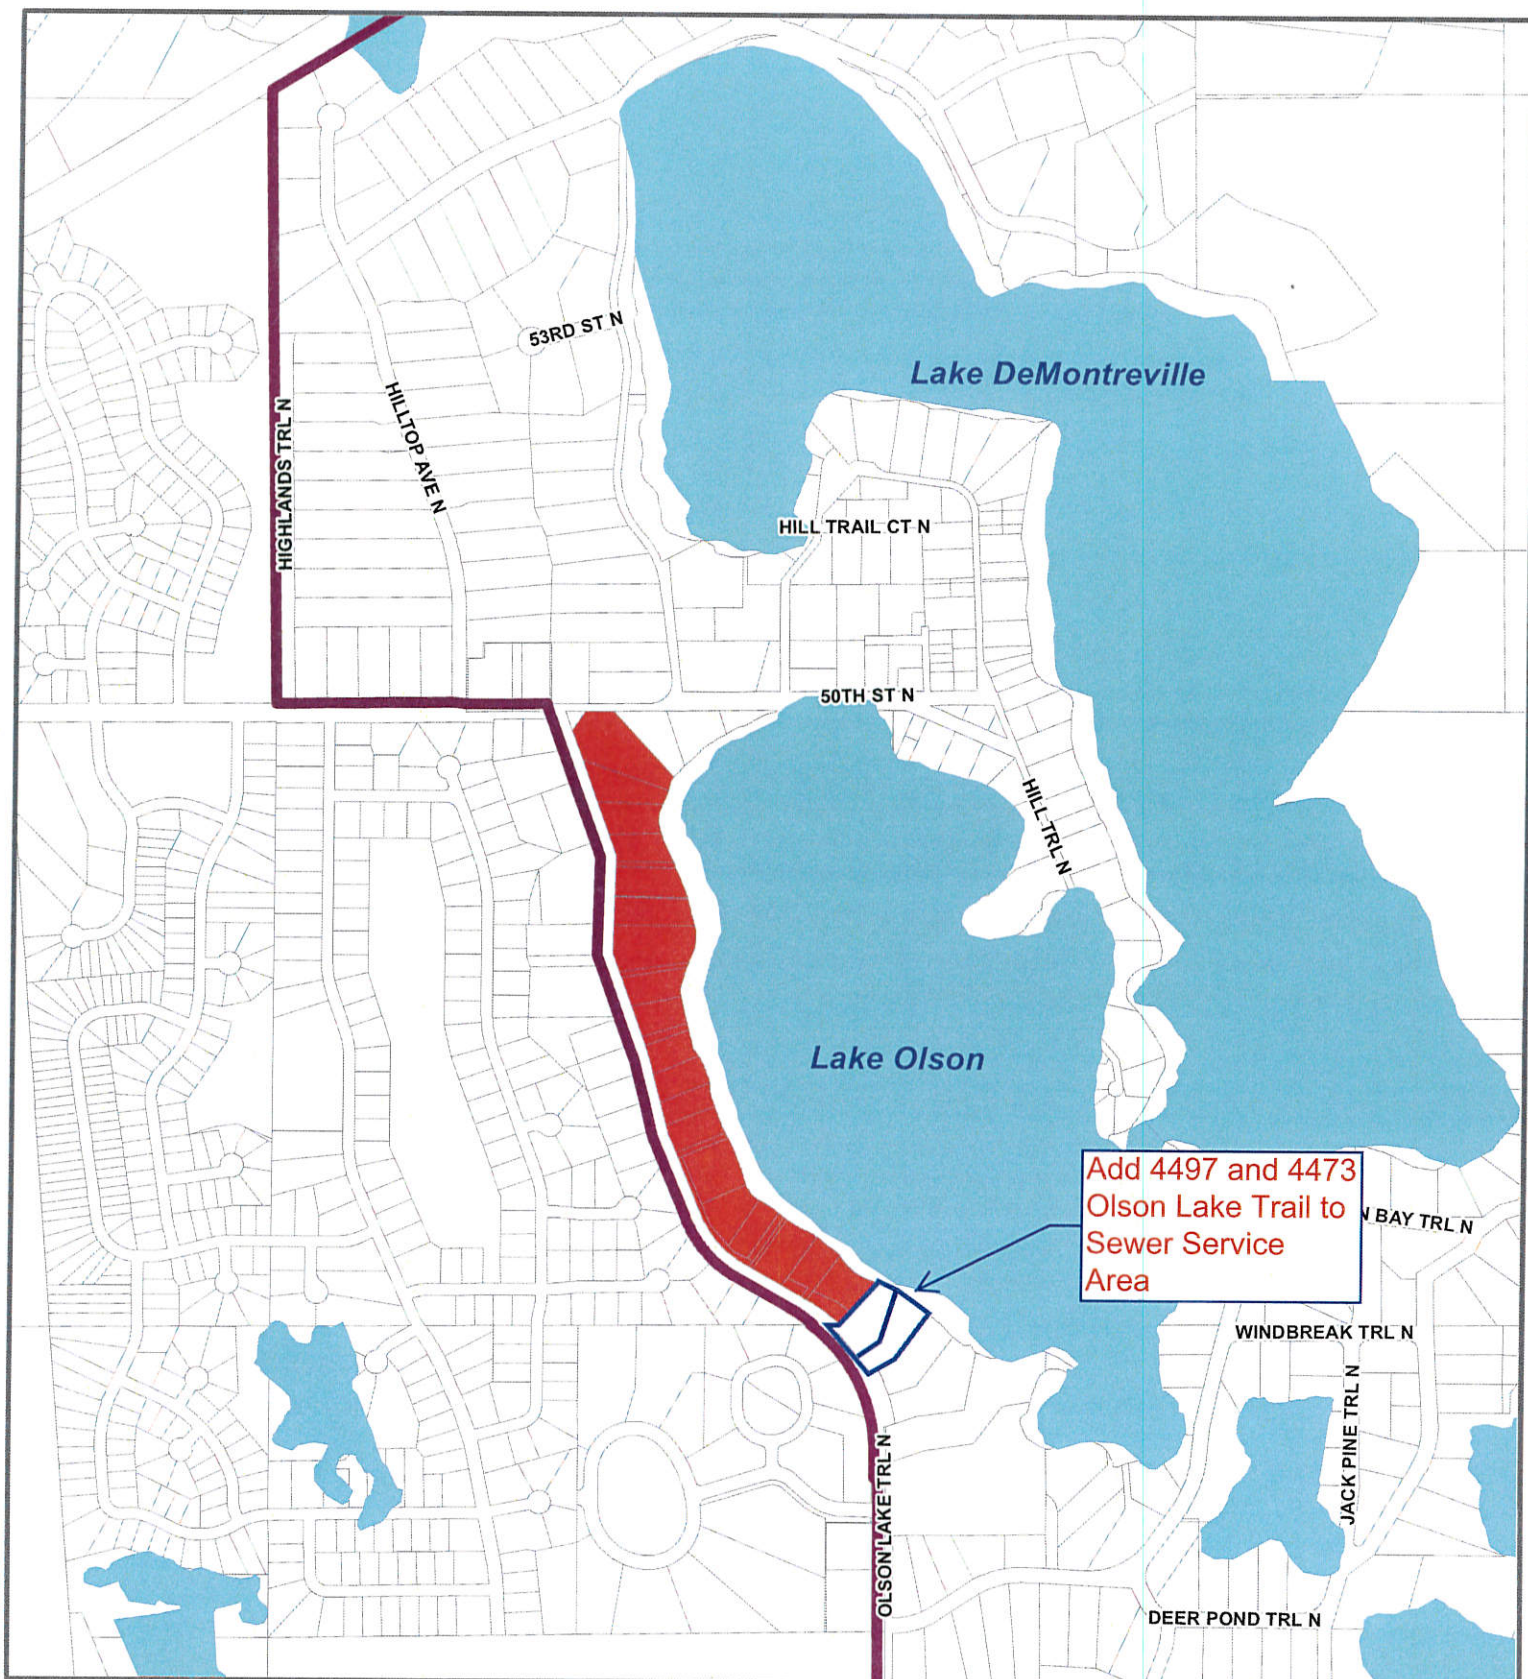 53RD ST N
Lake DeMontreville
HILLTOP AVE N
HIGHLANDS TRL N
HILL TRAIL CT N
50TH ST N
HILL TRL N
Lake Olson
Add 4497 and 4473
Olson Lake Trail to
Sewer Service
Area
N BAY TRL N
WINDBREAK TRL N
JACK PINE TRL N
OLSON LAKE TRL N
DEER POND TRL N